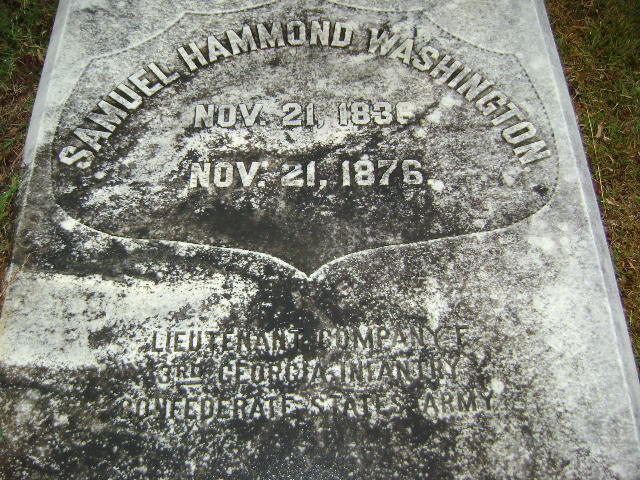 SAMUEL HAMMOND WASHINGTON
NOV. 21, 1836
NOV. 21, 1876.
LIEUTENANT COMPANY F
3RD GEORGIA INFANTRY
CONFEDERATE STATES ARMY